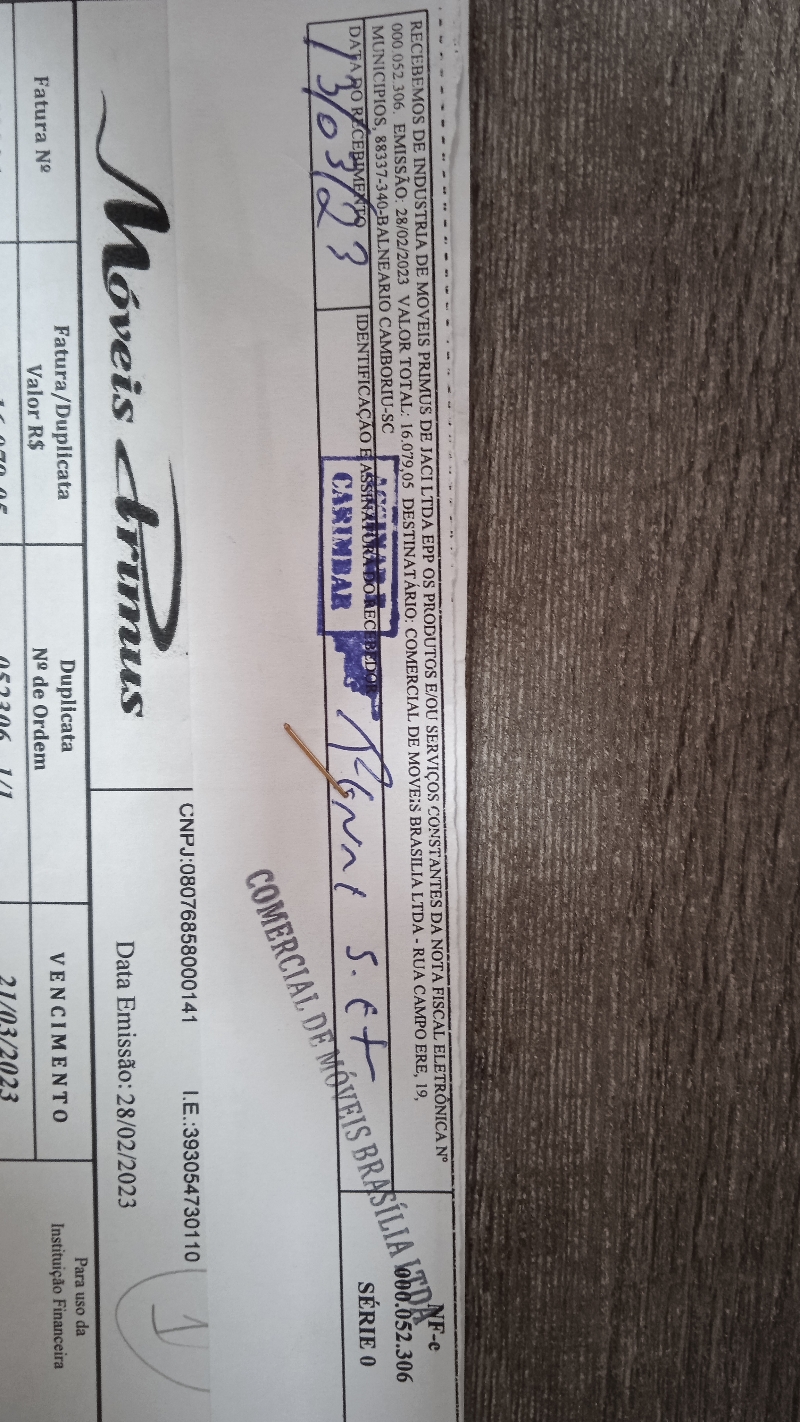 RECEBEMOS DE INDUSTRIA DE MOVEIS PRIMUS DE JACI LTDA EPP OS PRODUTOS E/OU SERVIÇOS CONSTANTES DA NOTA FISCAL ELETRÔNICA Nº
000.052.306. EMISSÃO: 28/02/2023 VALOR TOTAL: 16.079,05 DESTINATÁRIO: COMERCIAL DE MOVEIS BRASILIA LTDA - RUA CAMPO ERE, 19,
MUNICIPIOS, 88337-340-BALNEARIO CAMBORIU-SC
NF-e
000.052.306
SÉRIE 0
DATA DO RECEBIMENTO
13/03/23
IDENTIFICAÇÃO E ASSINATURA DO RECEBEDOR
CARIMBAR
COMERCIAL DE MÓVEIS BRASÍLIA LTDA
Móveis Primus
CNPJ:08076858000141 I.E.:393054730110
1
Data Emissão: 28/02/2023
Fatura Nº
Fatura/Duplicata
Valor R$
Duplicata
Nº de Ordem
VENCIMENTO
Para uso da
Instituição Financeira
052306 1/1
21/03/2023